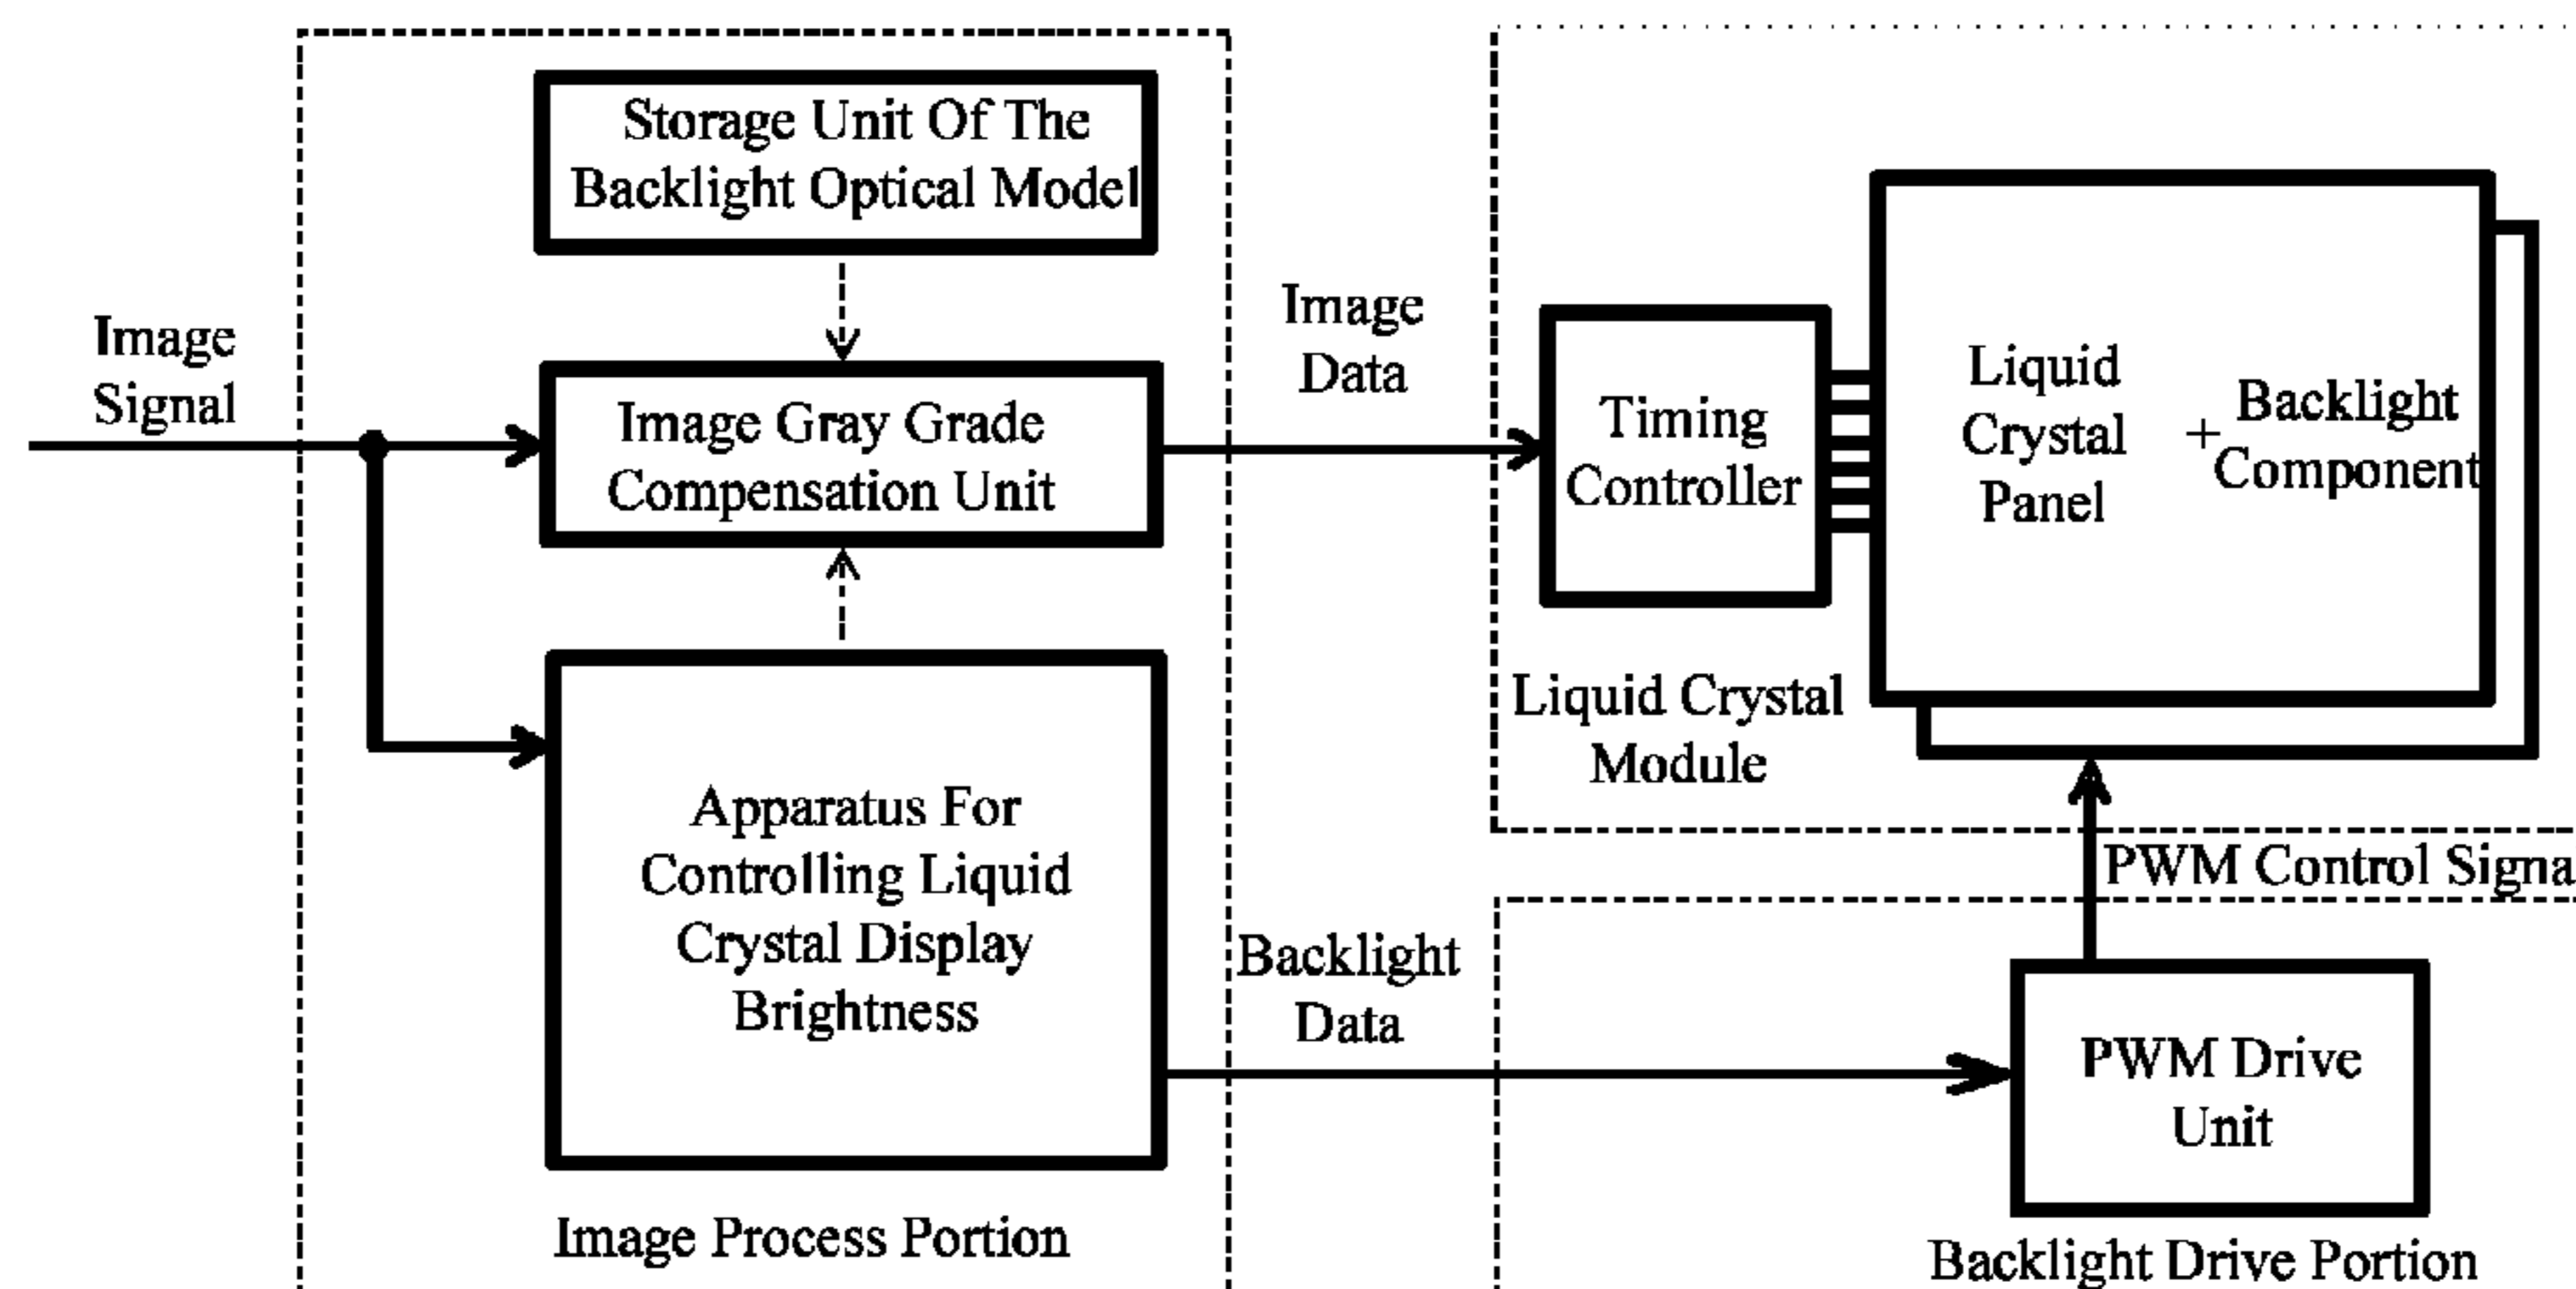 Storage Unit Of The
Backlight Optical Model
Image
Signal
Image Gray Grade
Compensation Unit
Image
Data
Timing
Controller
Liquid
Crystal
Panel
+
Backlight
Component
Liquid Crystal
Module
Apparatus For
Controlling Liquid
Crystal Display
Brightness
PWM Control Signa
Backlight
Data
PWM Drive
Unit
Image Process Portion
Backlight Drive Portion